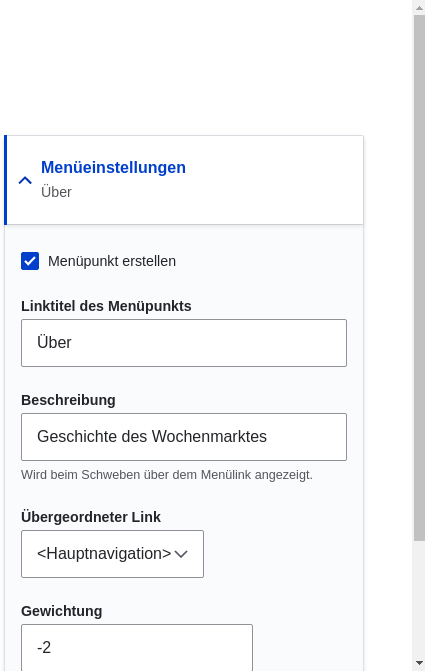 Menüeinstellungen
Über
Menüpunkt erstellen
Linktitel des Menüpunkts
Über
Beschreibung
Geschichte des Wochenmarktes
Wird beim Schweben über dem Menülink angezeigt.
Übergeordneter Link
<Hauptnavigation>
Gewichtung
-2